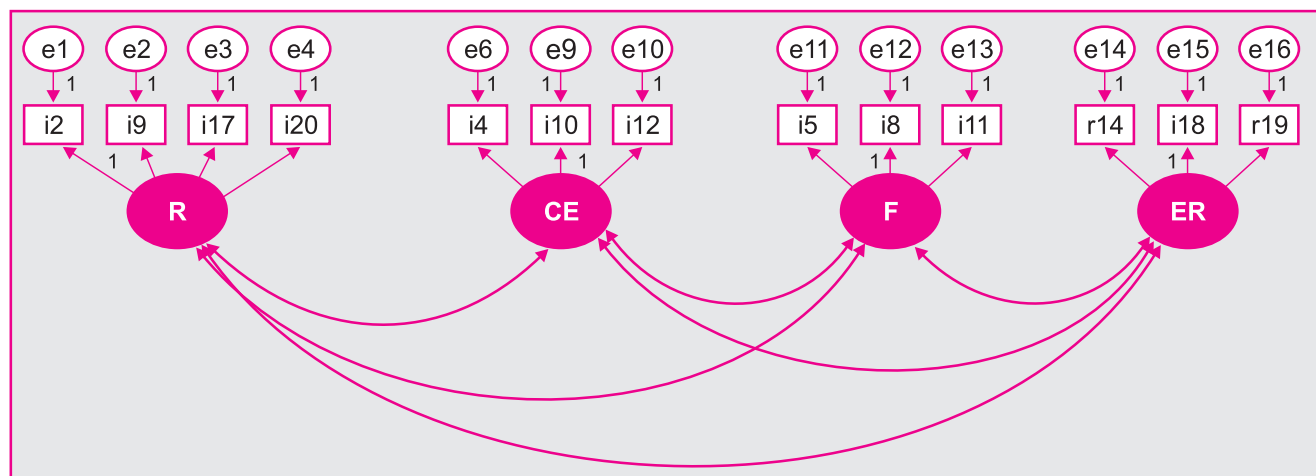 e1 e2 e3 e4 e6 e9 e10 e11 e12 e13 e14 e15 e16
1 1 1 1 1 1 1 1 1 1 1 1 1
i2 i9 i17 i20 i4 i10 i12 i5 i8 i11 r14 i18 r19
1 1 1 1
R CE F ER